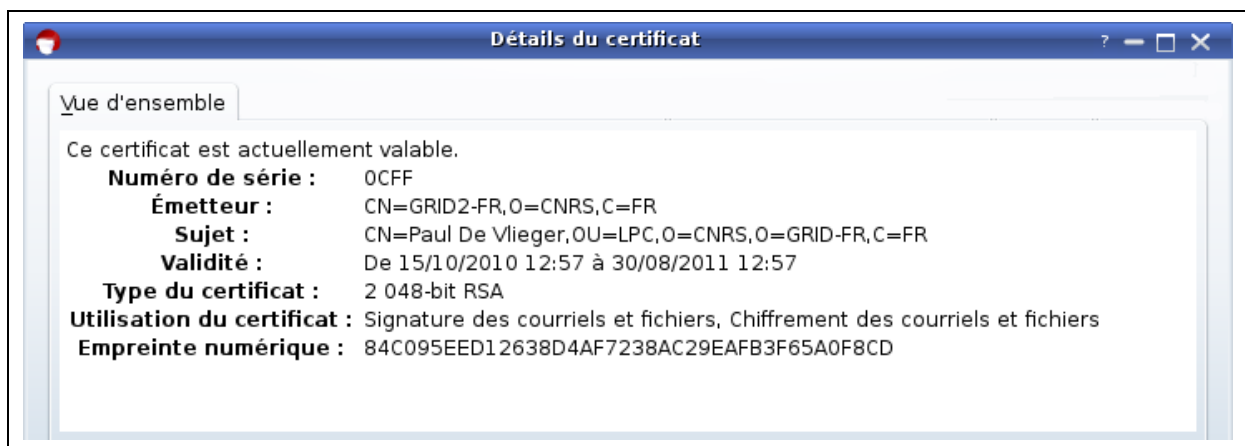 Détails du certificat
?
Vue d'ensemble
Ce certificat est actuellement valable.
Numéro de série : 0CFF
Émetteur : CN=GRID2-FR,O=CNRS,C=FR
Sujet : CN=Paul De Vlieger,OU=LPC,O=CNRS,O=GRID-FR,C=FR
Validité : De 15/10/2010 12:57 à 30/08/2011 12:57
Type du certificat : 2 048-bit RSA
Utilisation du certificat : Signature des courriels et fichiers, Chiffrement des courriels et fichiers
Empreinte numérique : 84C095EED12638D4AF7238AC29EAFB3F65A0F8CD